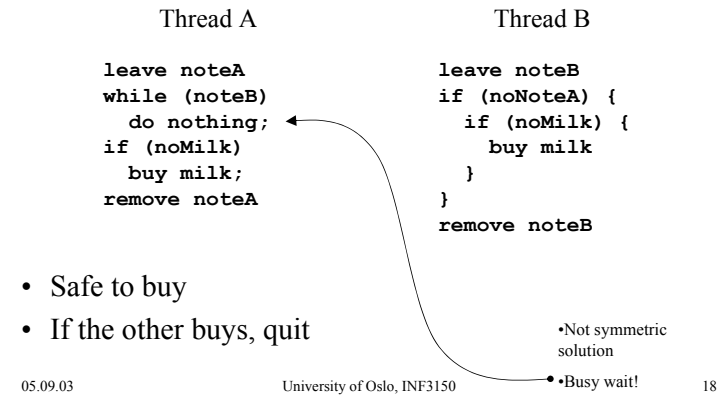 Thread A
leave noteA
while (noteB)
do nothing;
if (noMilk)
buy milk;
remove noteA
Thread B
leave noteB
if (noNoteA) {
if (noMilk) {
buy milk
}
}
remove noteB
• Safe to buy
• If the other buys, quit
•Not symmetric
solution
•Busy wait!
05.09.03
University of Oslo, INF3150
18